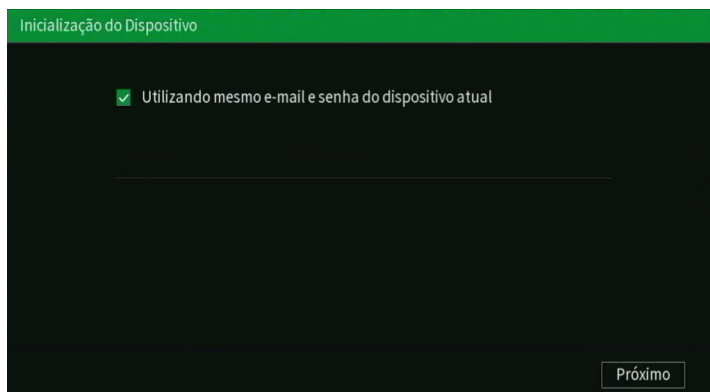 Inicialização do Dispositivo
Utilizando mesmo e-mail e senha do dispositivo atual
Próximo